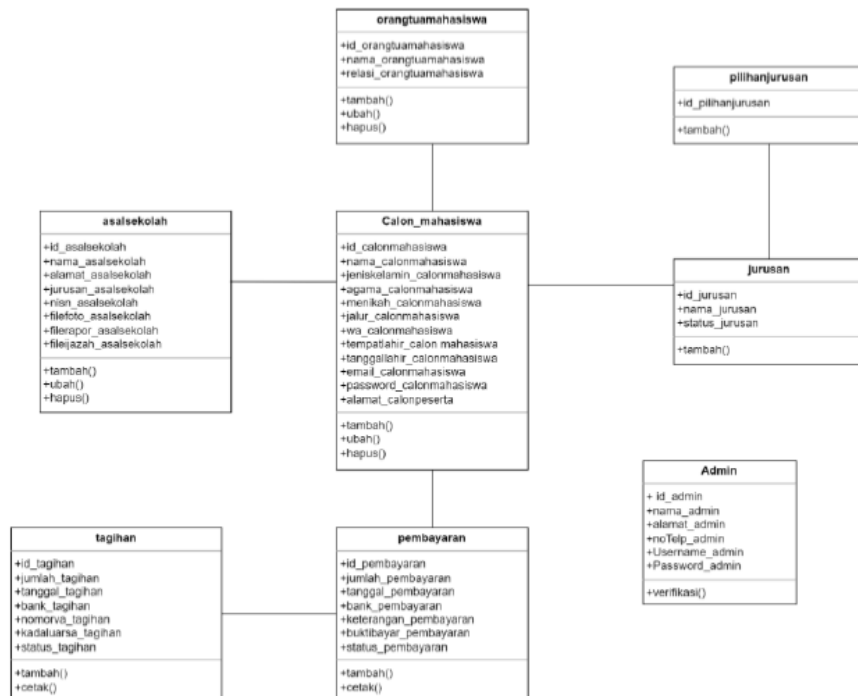 orangtuamahasiswa
+id_orangtuamahasiswa
+nama_orangtuamahasiswa
+relasi_orangtuamahasiswa
+tambah()
+ubah()
+hapus()
pilihanjurusan
+id_pilihanjurusan
+tambah()
asalsekolah
+id_asalsekolah
+nama_asalsekolah
+alamat_asalsekolah
+jurusan_asalsekolah
+nisn_asalsekolah
+filefoto_asalsekolah
+filerapor_asalsekolah
+fileijazah_asalsekolah
+tambah()
+ubah()
+hapus()
Calon_mahasiswa
+id_calonmahasiswa
+nama_calonmahasiswa
+jeniskelamin_calonmahasiswa
+agama_calonmahasiswa
+menikah_calonmahasiswa
+jalur_calonmahasiswa
+wa_calonmahasiswa
+tempatlahir_calon mahasiswa
+tanggallahir_calonmahasiswa
+email_calonmahasiswa
+password_calonmahasiswa
+alamat_calonpeserta
+tambah()
+ubah()
+hapus()
jurusan
+id_jurusan
+nama_jurusan
+status_jurusan
+tambah()
Admin
+ id_admin
+nama_admin
+alamat_admin
+noTelp_admin
+Username_admin
+Password_admin
+verifikasi()
tagihan
+id_tagihan
+jumlah_tagihan
+tanggal_tagihan
+bank_tagihan
+nomorva_tagihan
+kadaluarsa_tagihan
+status_tagihan
+tambah()
+cetak()
pembayaran
+id_pembayaran
+jumlah_pembayaran
+tanggal_pembayaran
+bank_pembayaran
+keterangan_pembayaran
+buktibayar_pembayaran
+status_pembayaran
+tambah()
+cetak()